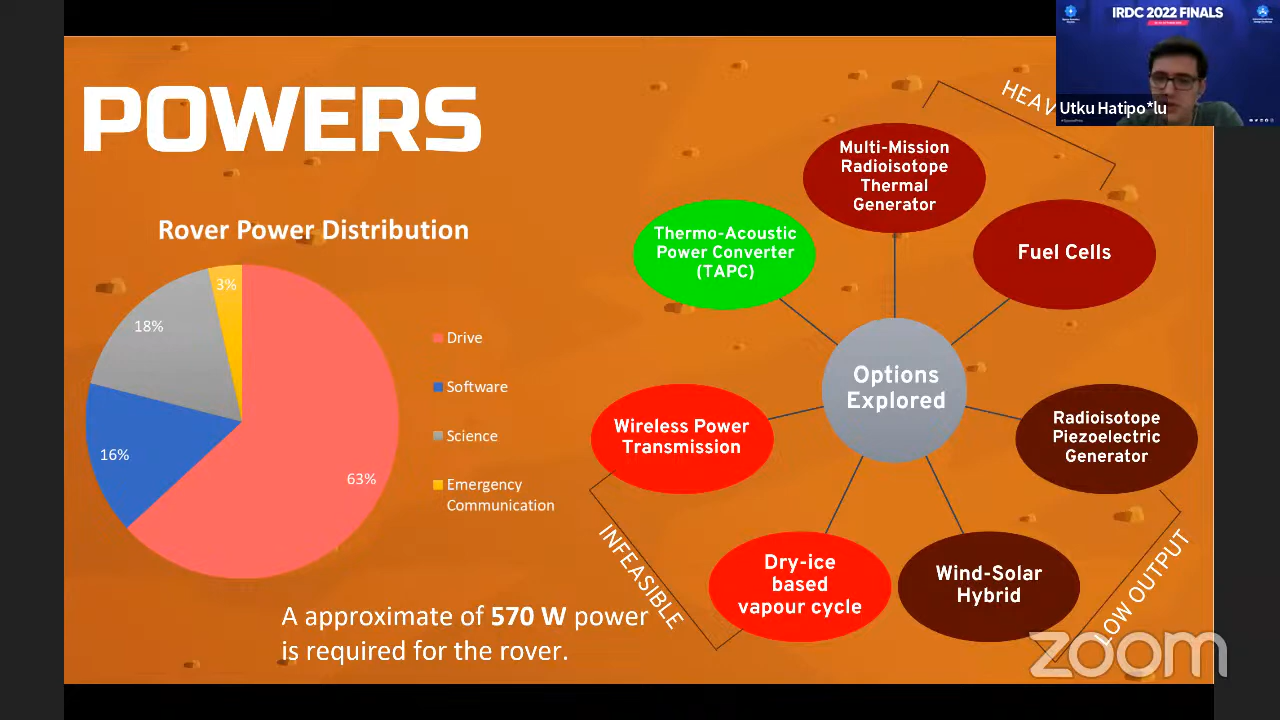 IRDC 2022 FINALS
Utku Hatipo*lu
POWERS
Rover Power Distribution
3%
18%
16%
63%
Drive
Software
Science
Emergency
Communication
A approximate of 570 W power
is required for the rover.
Multi-Mission
Radioisotope
Thermal
Generator
Thermo-Acoustic
Power Converter
(TAPC)
Fuel Cells
Options
Explored
Wireless Power
Transmission
Radioisotope
Piezoelectric
Generator
INFEASIBLE
Dry-ice
based
vapour cycle
Wind-Solar
Hybrid
LOW OUTPUT
zoom